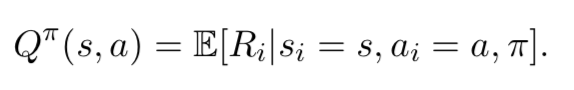 Q^π(s, a) = 𝔼[R_i|s_i = s, a_i = a, π].